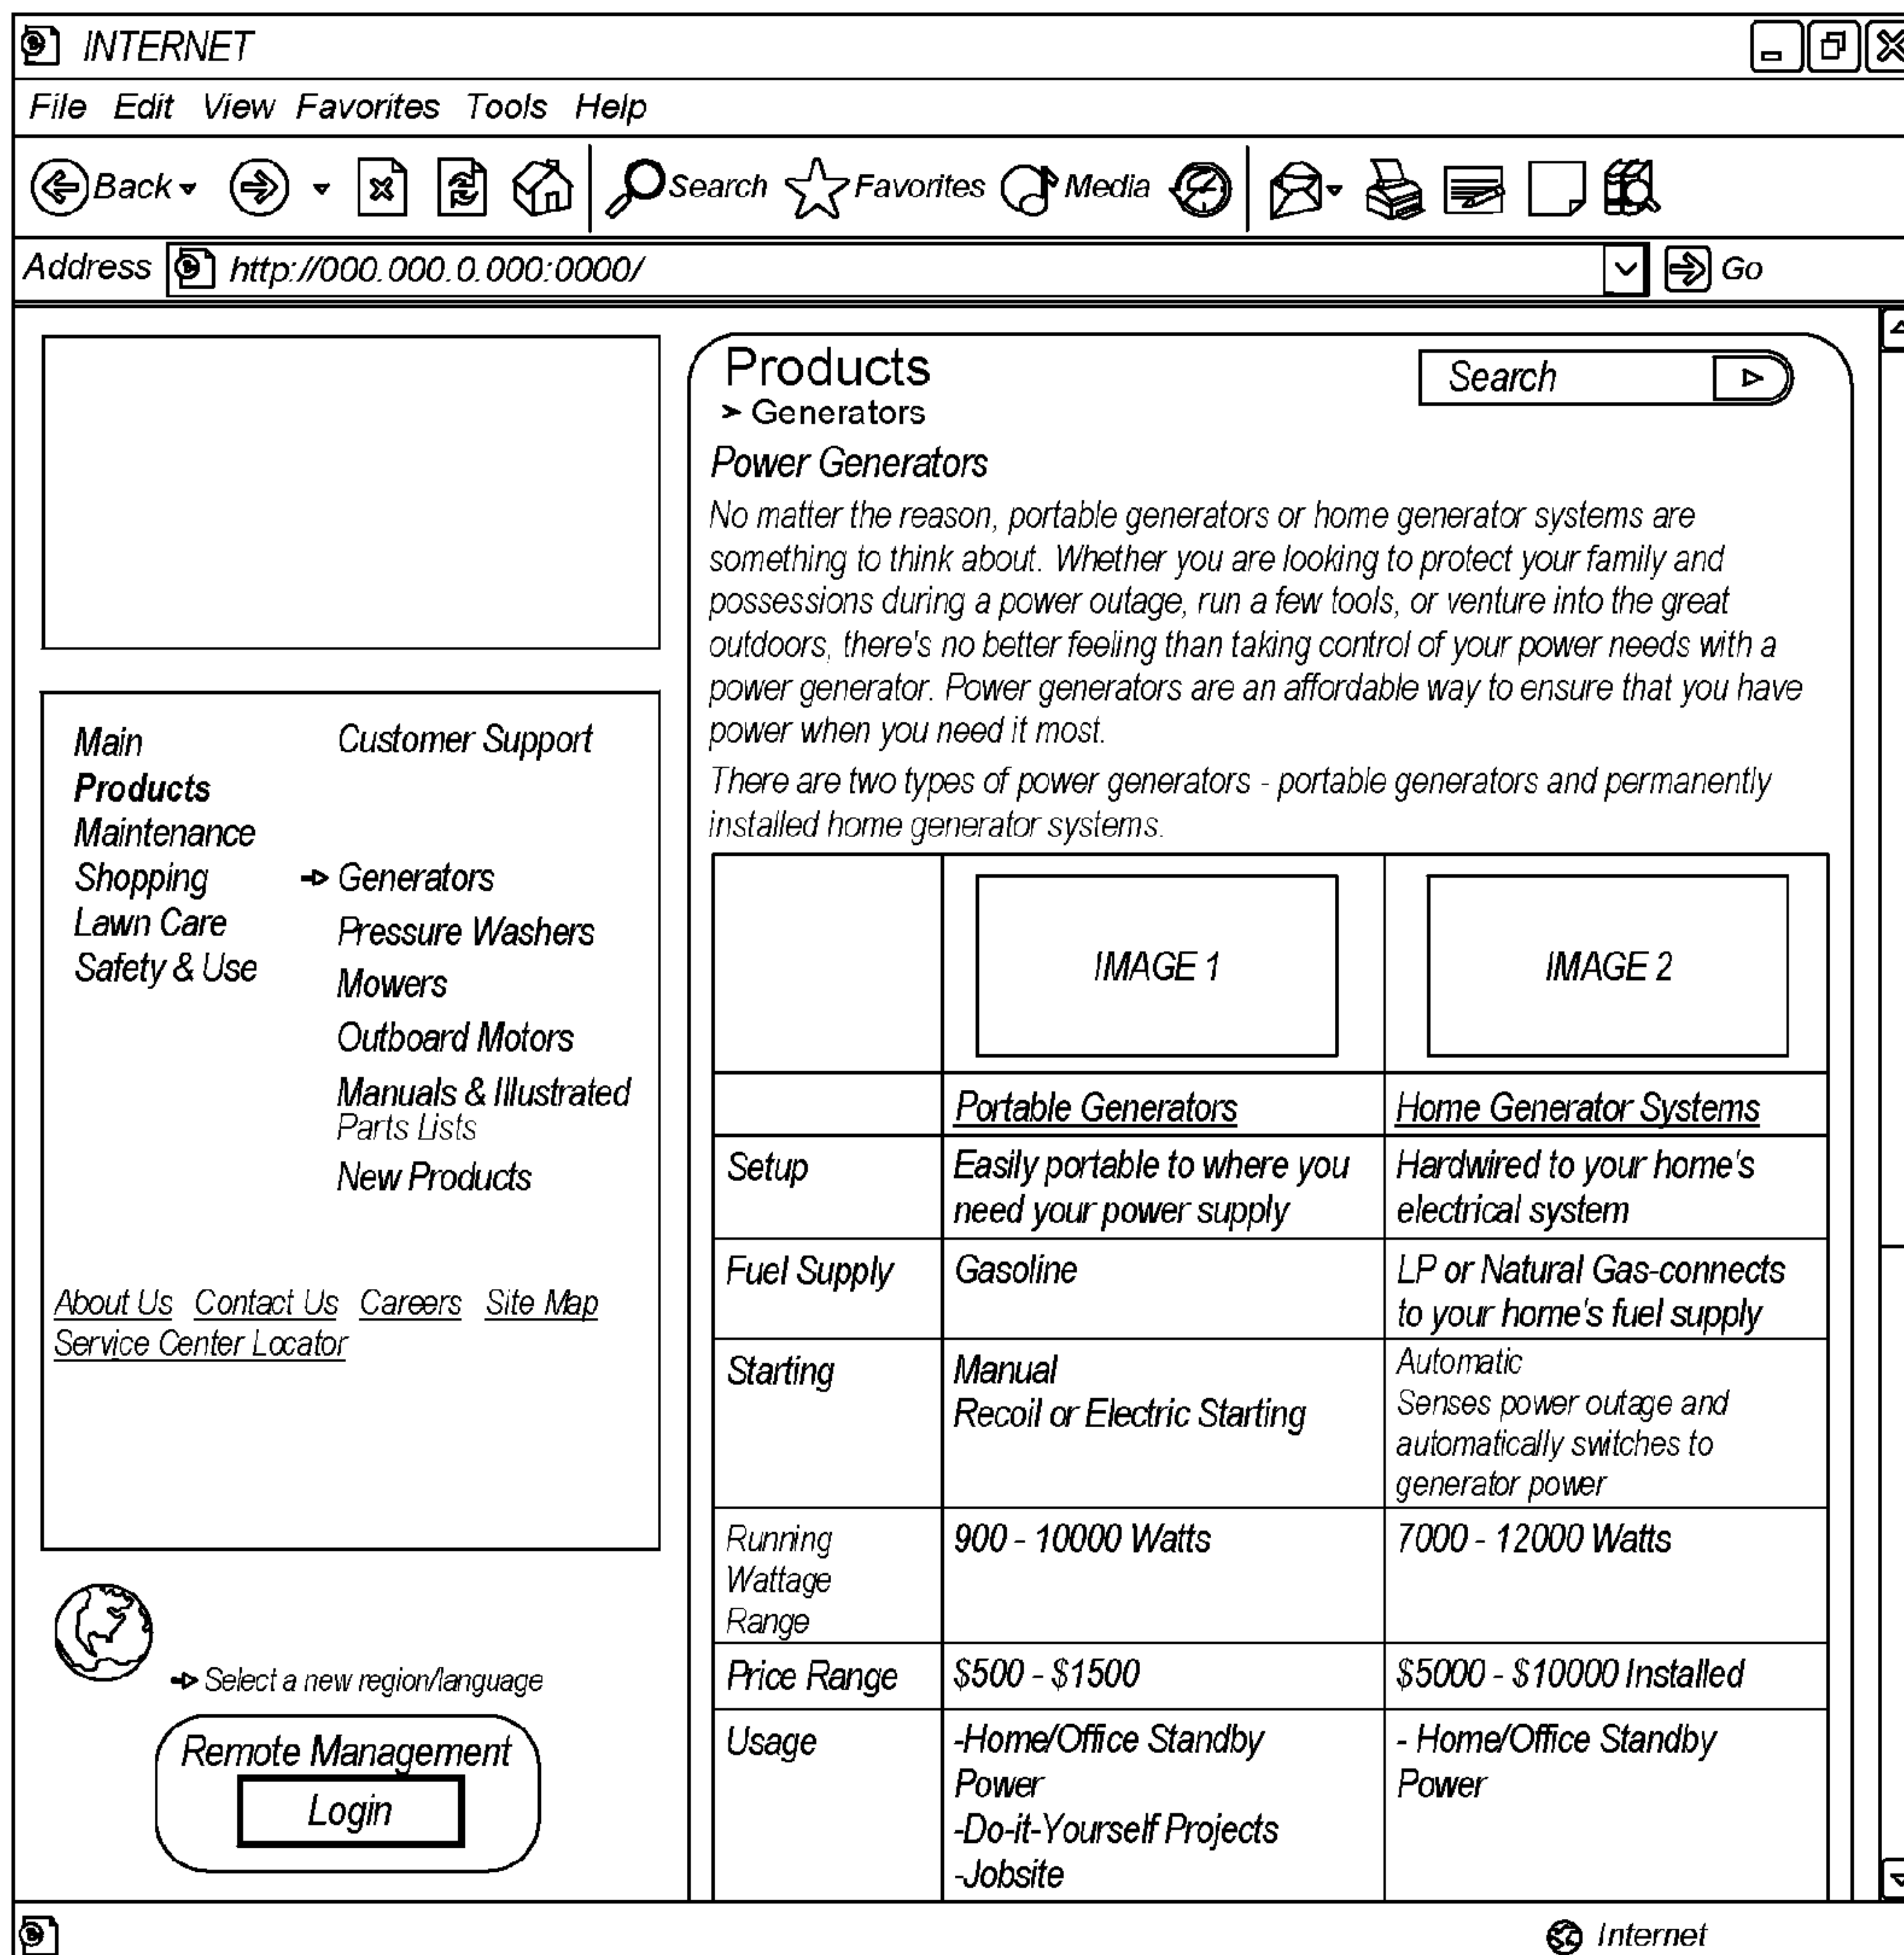 INTERNET
File Edit View Favorites Tools Help
Back Search Favorites Media
Address http://000.000.0.000:0000/ Go
Main
Products
Maintenance
Shopping
Lawn Care
Safety & Use
Customer Support
Generators
Pressure Washers
Mowers
Outboard Motors
Manuals & Illustrated
Parts Lists
New Products
About Us Contact Us Careers Site Map
Service Center Locator
Select a new region/language
Remote Management
Login
Products
Generators
Search
Power Generators
No matter the reason, portable generators or home generator systems are
something to think about. Whether you are looking to protect your family and
possessions during a power outage, run a few tools, or venture into the great
outdoors, there's no better feeling than taking control of your power needs with a
power generator. Power generators are an affordable way to ensure that you have
power when you need it most.
There are two types of power generators - portable generators and permanently
installed home generator systems.
IMAGE 1 IMAGE 2
Portable Generators Home Generator Systems
Setup
Easily portable to where you
need your power supply
Hardwired to your home's
electrical system
Fuel Supply
Gasoline
LP or Natural Gas-connects
to your home's fuel supply
Starting
Manual
Recoil or Electric Starting
Automatic
Senses power outage and
automatically switches to
generator power
Running
Wattage
Range
900 - 10000 Watts
7000 - 12000 Watts
Price Range
$500 - $1500
$5000 - $10000 Installed
Usage
-Home/Office Standby
Power
-Do-it-Yourself Projects
-Jobsite
- Home/Office Standby
Power
Internet